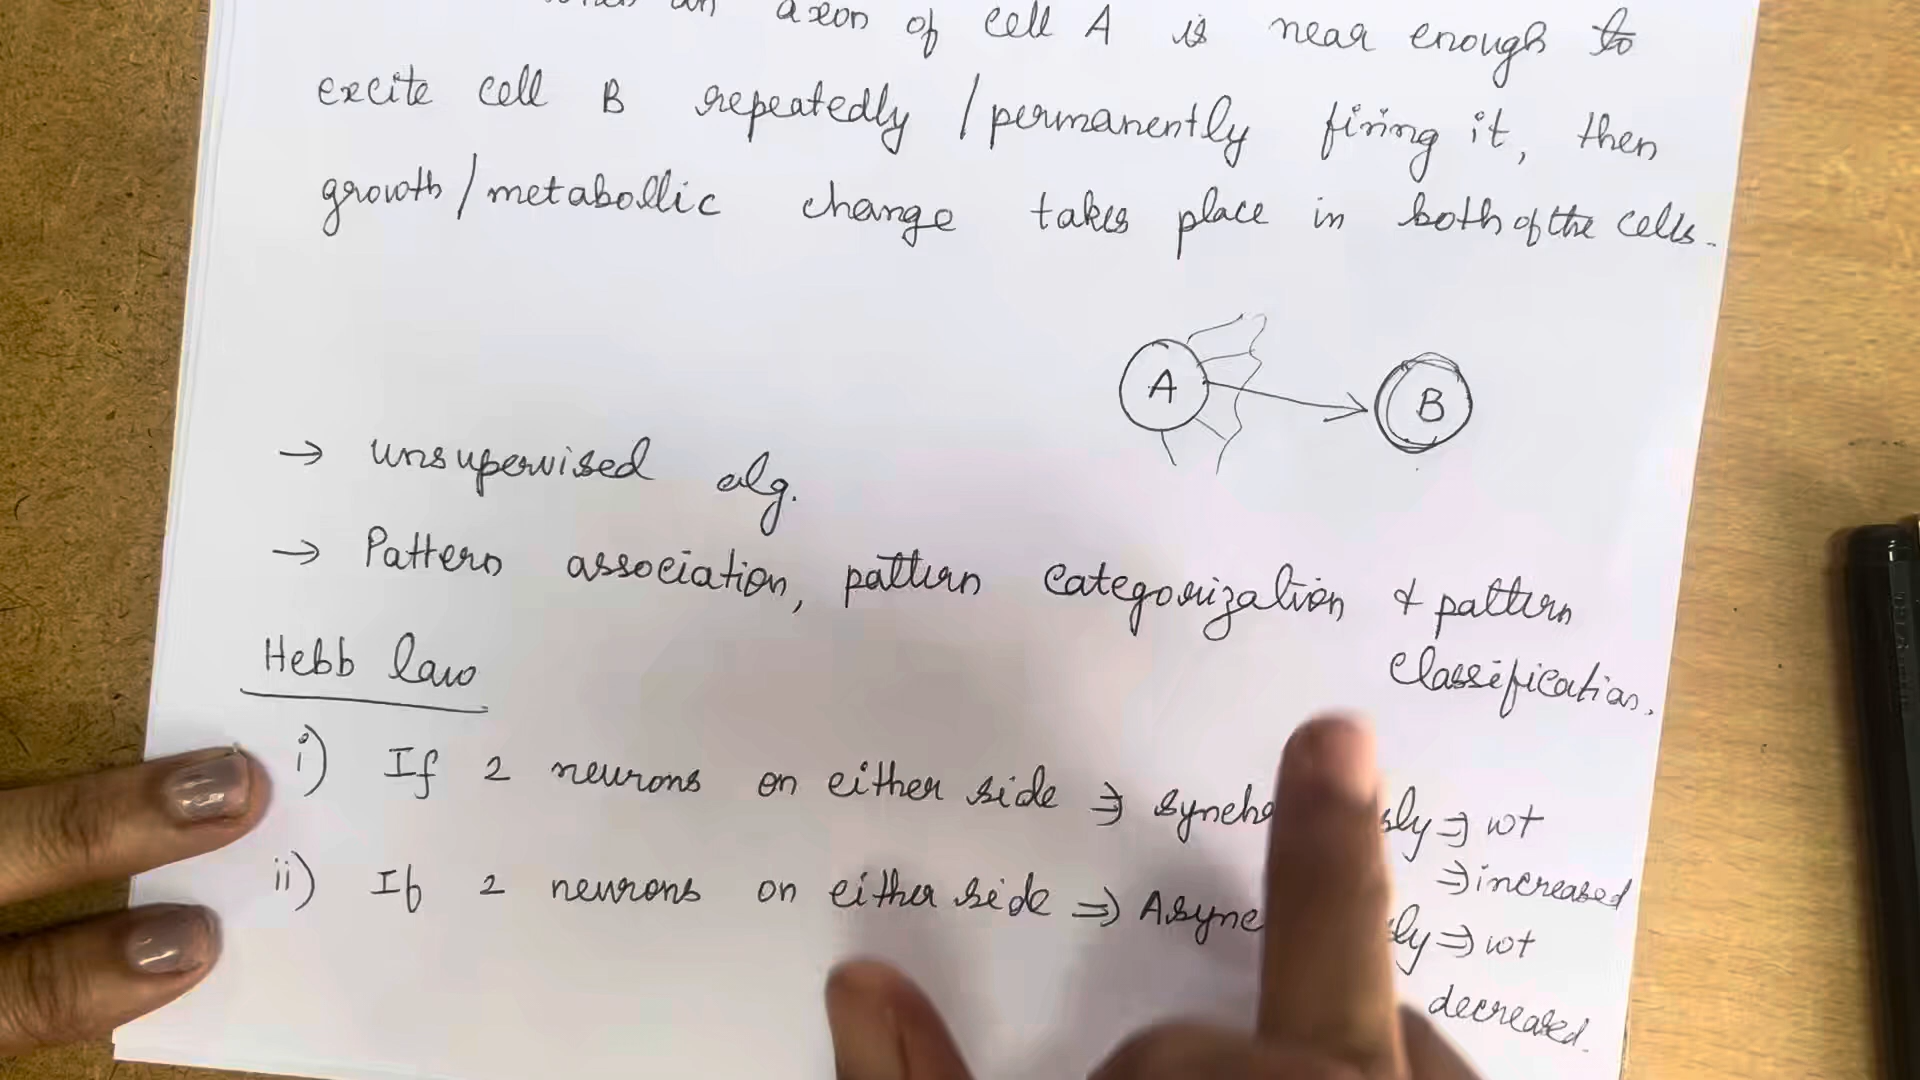 an axon of cell A is near enough to
excite cell B repeatedly / permanently firing it, then
growth / metabollic change takes place in both of the cells.
A
B
→ unsupervised alg.
→ Pattern association, pattern categorization & pattern
classification.
Hebb law
i) If 2 neurons on either side ⇒ ⇒ wt
⇒ increased
ii) If 2 neurons on either side ⇒ ⇒ wt
decreased.